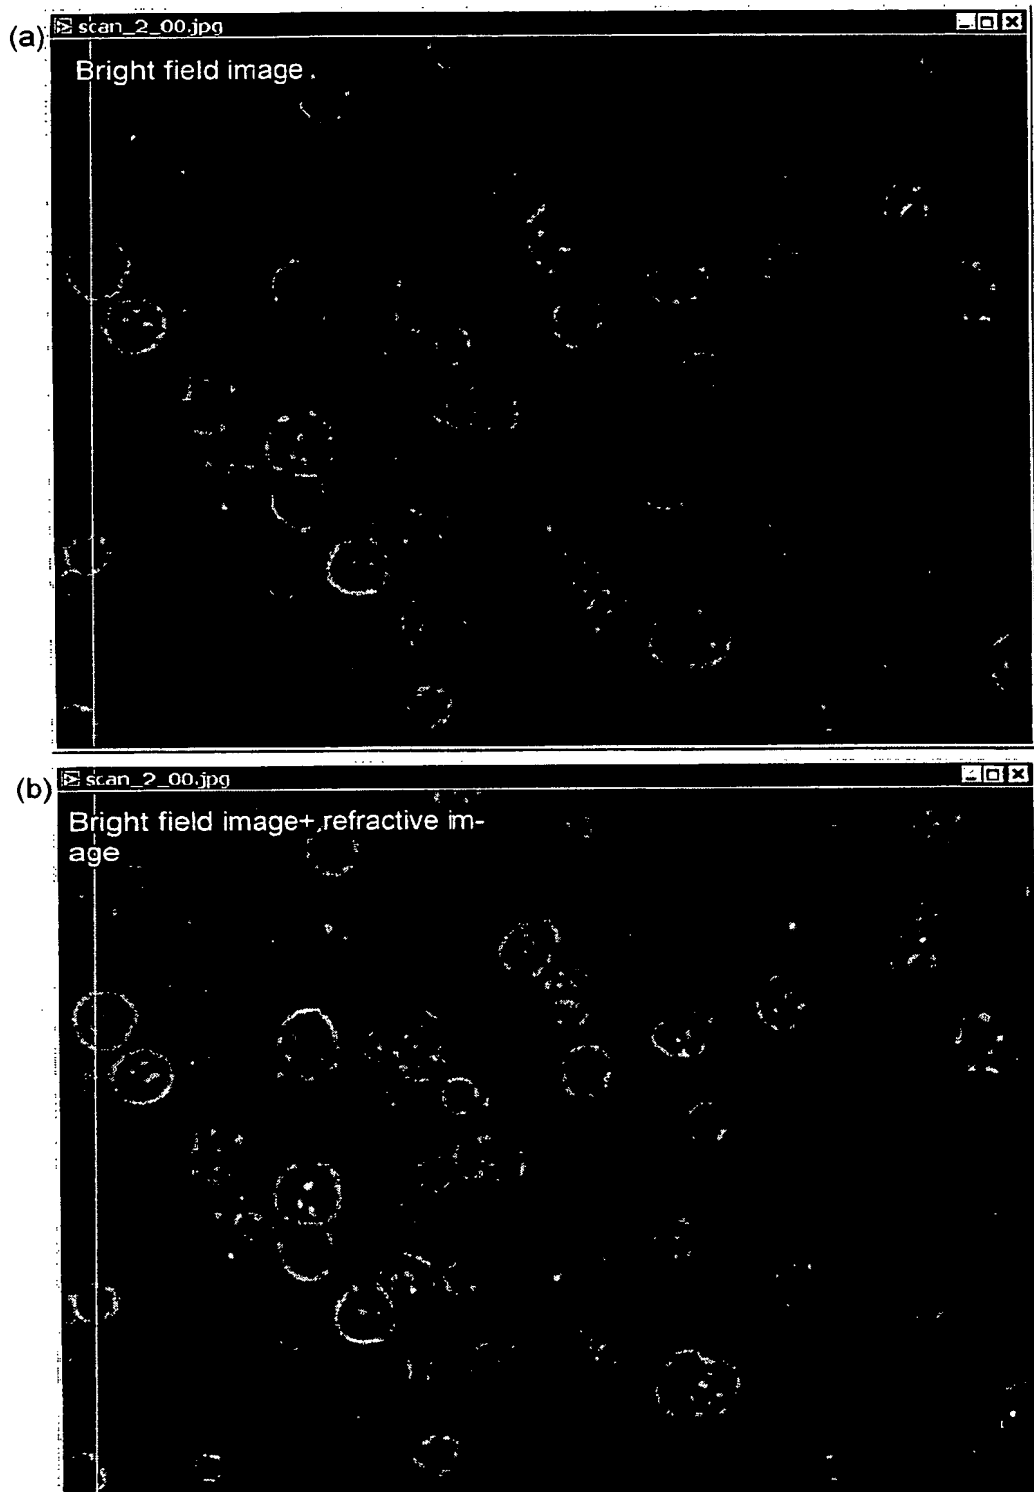 (a)
scan_2_00.jpg
Bright field image
(b)
scan_2_00.jpg
Bright field image+ refractive im-
age